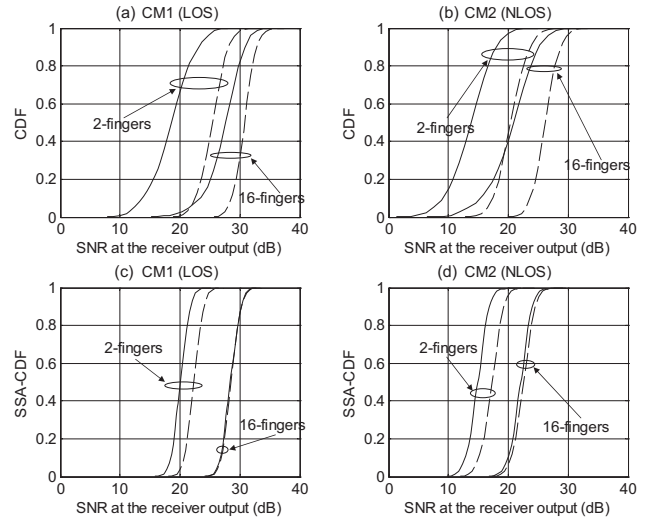 (a) CM1 (LOS)
1
0.8
0.6
0.4
0.2
0
CDF
2-fingers
16-fingers
0 10 20 30 40
SNR at the receiver output (dB)
(b) CM2 (NLOS)
1
0.8
0.6
0.4
0.2
0
CDF
2-fingers
16-fingers
0 10 20 30 40
SNR at the receiver output (dB)
(c) CM1 (LOS)
1
0.8
0.6
0.4
0.2
0
SSA-CDF
2-fingers
16-fingers
0 10 20 30 40
SNR at the receiver output (dB)
(d) CM2 (NLOS)
1
0.8
0.6
0.4
0.2
0
SSA-CDF
2-fingers
16-fingers
0 10 20 30 40
SNR at the receiver output (dB)